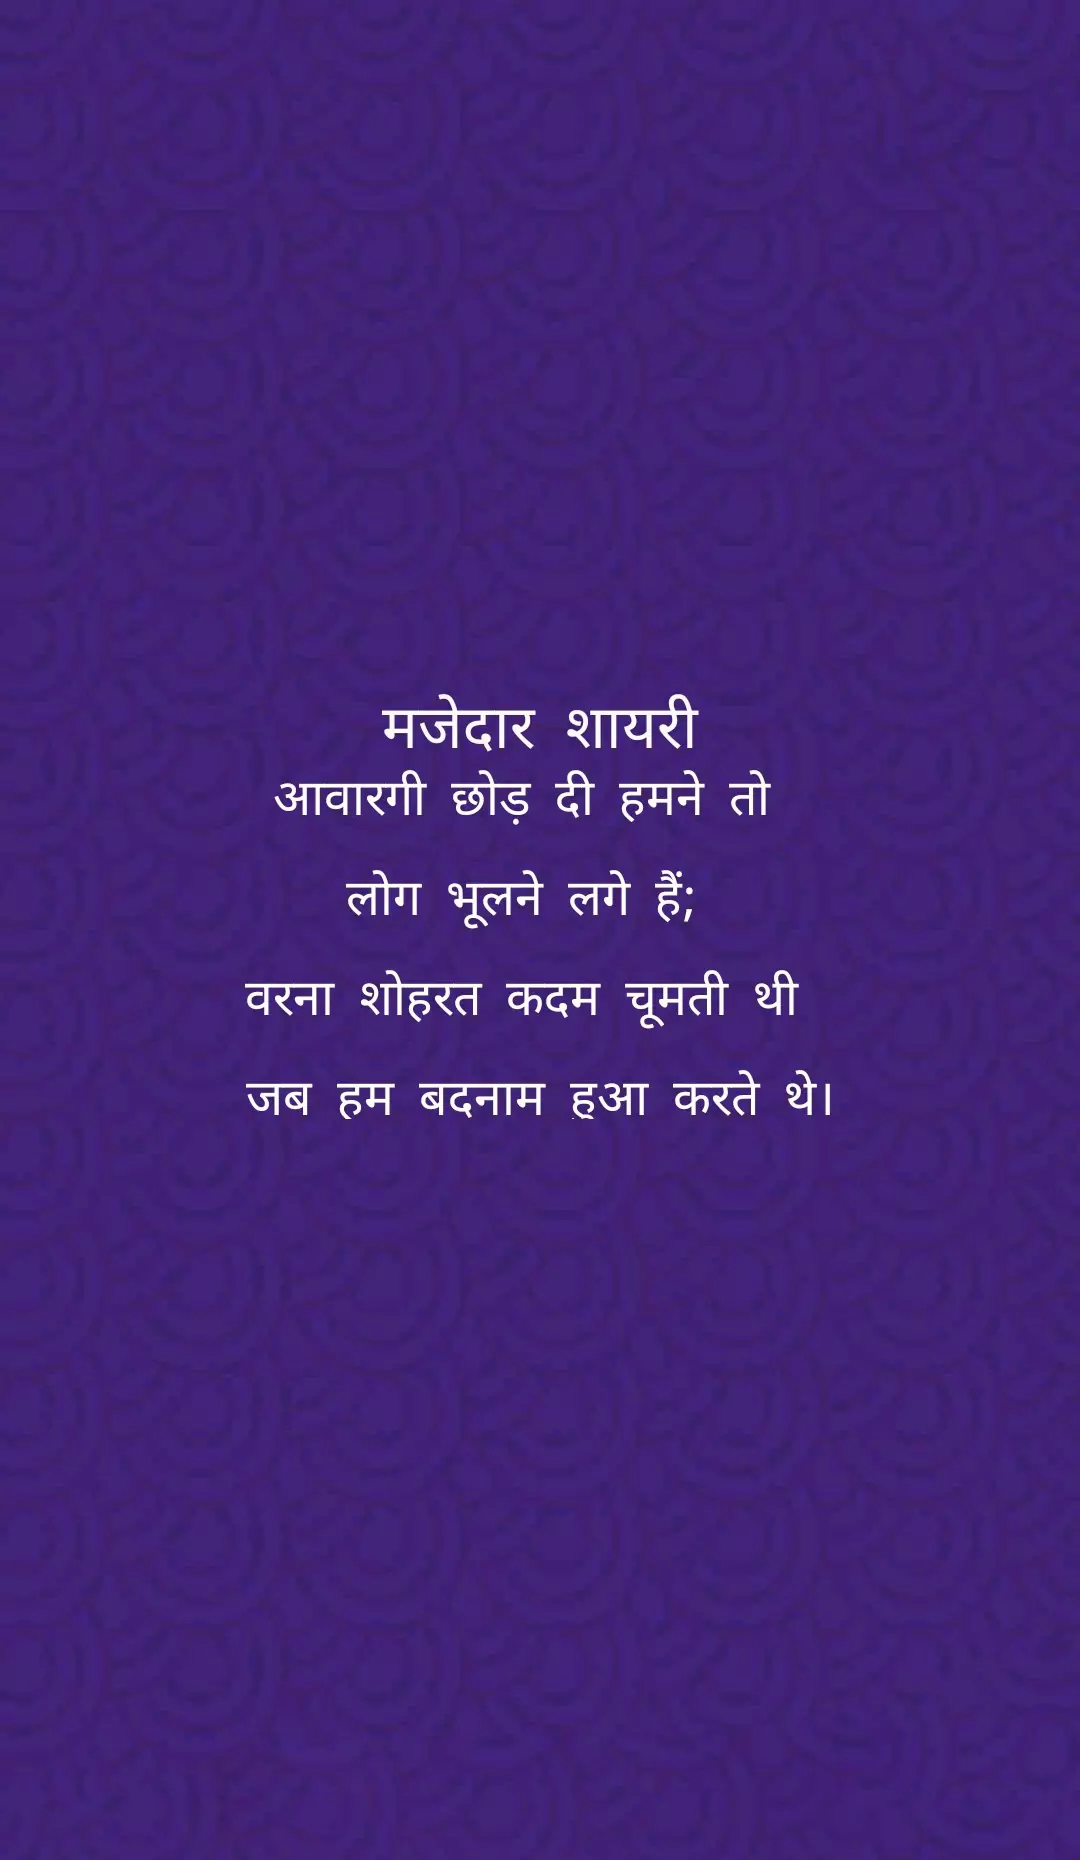 मजेदार शायरी
आवारगी छोड़ दी हमने तो
लोग भूलने लगे हैं;
वरना शोहरत कदम चूमती थी
जब हम बदनाम हुआ करते थे।